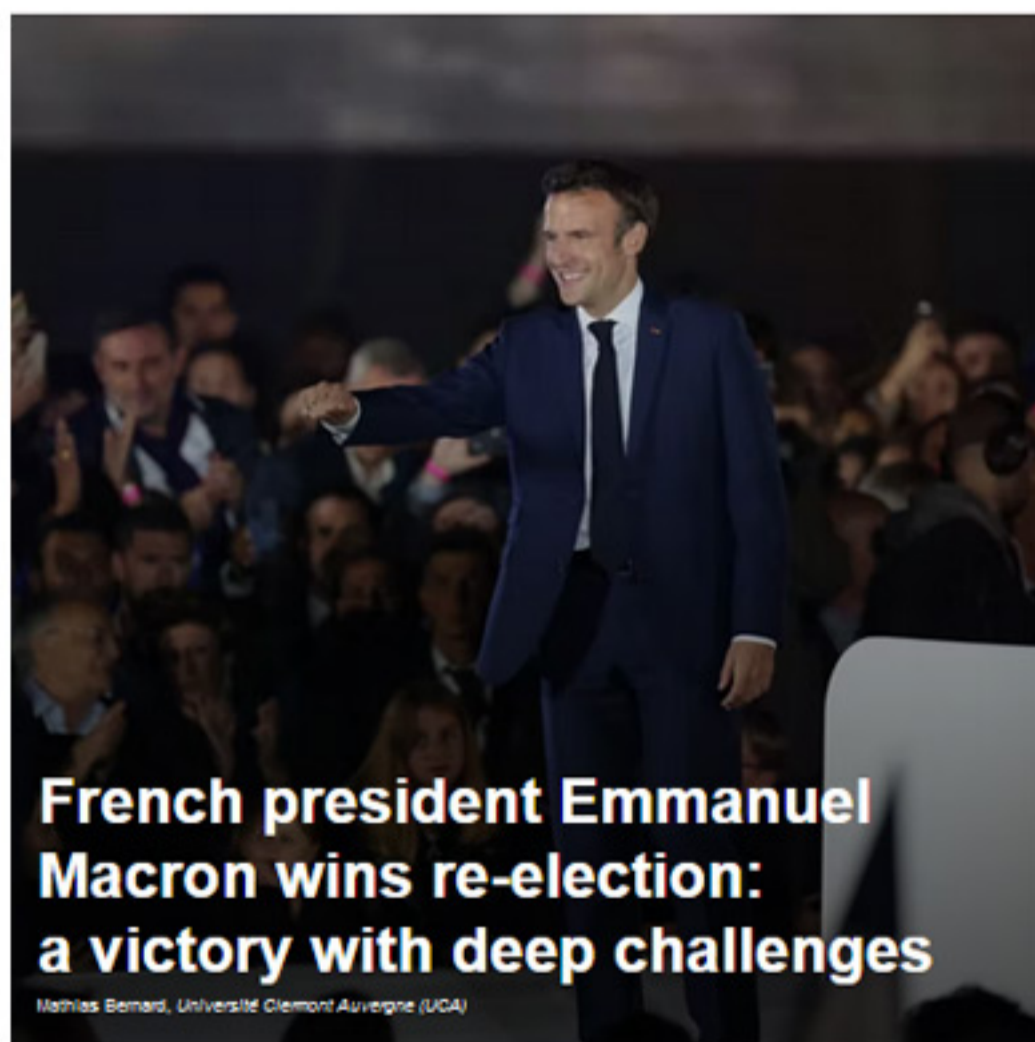 French president Emmanuel
Macron wins re-election:
a victory with deep challenges
Mathias Bernard, Université Clermont Auvergne (UCA)